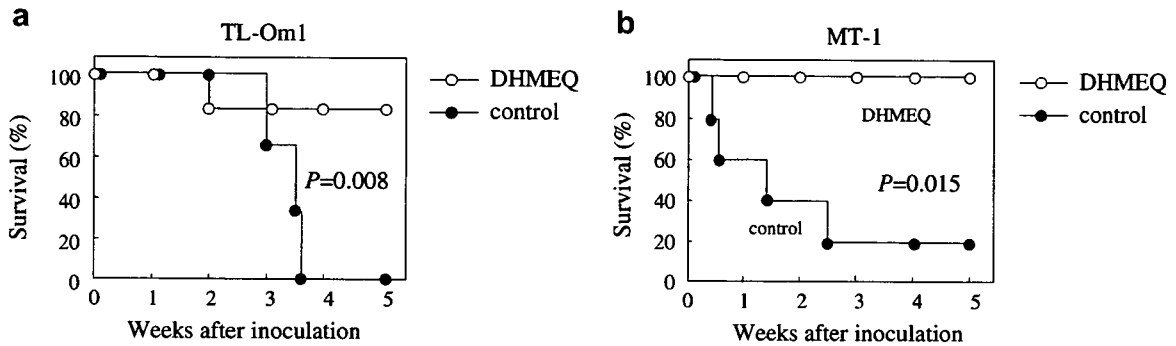 a
TL-Om1
100
80
60
40
20
0
Survival (%)
0 1 2 3 4 5
Weeks after inoculation
DHMEQ
control
P=0.008
b
MT-1
100
80
60
40
20
0
Survival (%)
0 1 2 3 4 5
Weeks after inoculation
DHMEQ
control
DHMEQ
P=0.015
control